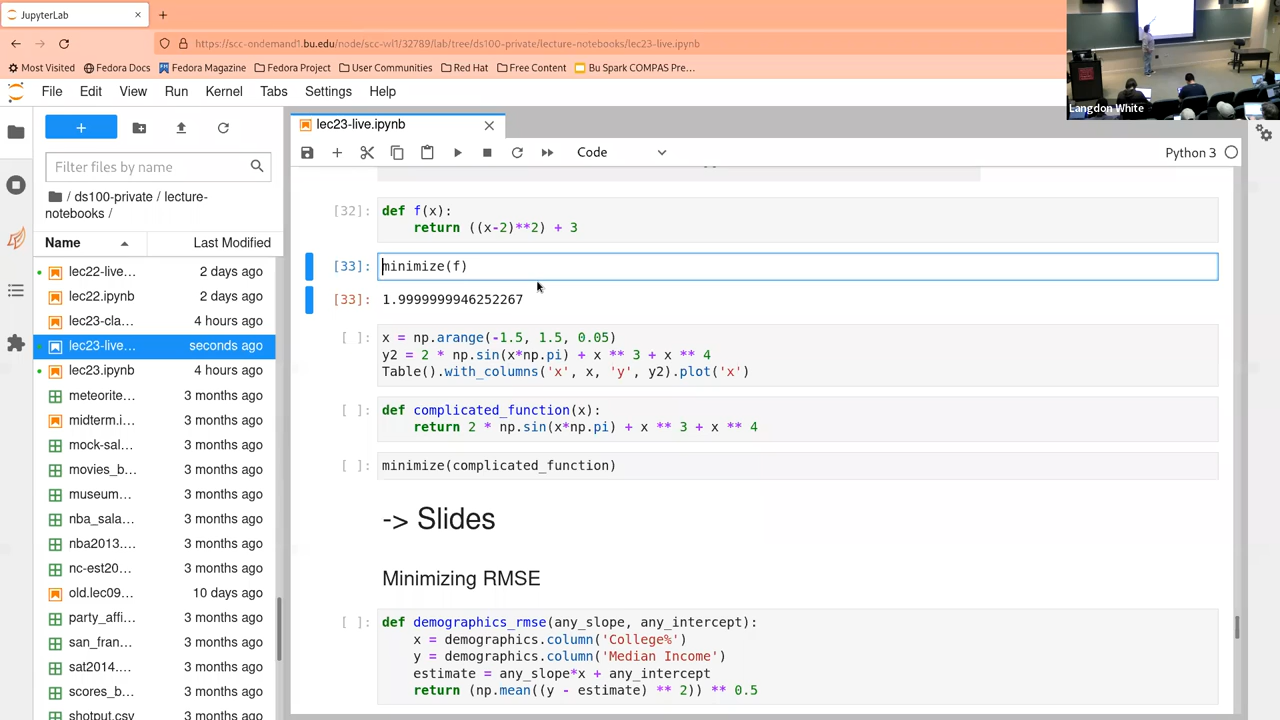 JupyterLab
https://scc-ondemand1.bu.edu/node/scc-wl1/32789/lab/tree/ds100-private/lecture-notebooks/lec23-live.ipynb
Most Visited Fedora Docs Fedora Magazine Fedora Project User Communities Red Hat Free Content Bu Spark COMPAS Pre...
Langdon White
File Edit View Run Kernel Tabs Settings Help
lec23-live.ipynb
Code
Python 3
Filter files by name
/ ds100-private / lecture-
notebooks /
Name Last Modified
lec22-live... 2 days ago
lec22.ipynb 2 days ago
lec23-cla... 4 hours ago
lec23-live... seconds ago
lec23.ipynb 4 hours ago
meteorite... 3 months ago
midterm.i... 3 months ago
mock-sal... 3 months ago
movies_b... 3 months ago
museum... 3 months ago
nba_sala... 3 months ago
nba2013.... 3 months ago
nc-est20... 3 months ago
old.lec09... 10 days ago
party_affi... 3 months ago
san_fran... 3 months ago
sat2014.... 3 months ago
scores_b... 3 months ago
shotput.csv 3 months ago
[32]: def f(x):
return ((x-2)**2) + 3
[33]: minimize(f)
[33]: 1.9999999946252267
[ ]: x = np.arange(-1.5, 1.5, 0.05)
y2 = 2 * np.sin(x*np.pi) + x ** 3 + x ** 4
Table().with_columns('x', x, 'y', y2).plot('x')
[ ]: def complicated_function(x):
return 2 * np.sin(x*np.pi) + x ** 3 + x ** 4
[ ]: minimize(complicated_function)
-> Slides
Minimizing RMSE
[ ]: def demographics_rmse(any_slope, any_intercept):
x = demographics.column('College%')
y = demographics.column('Median Income')
estimate = any_slope*x + any_intercept
return (np.mean((y - estimate) ** 2)) ** 0.5